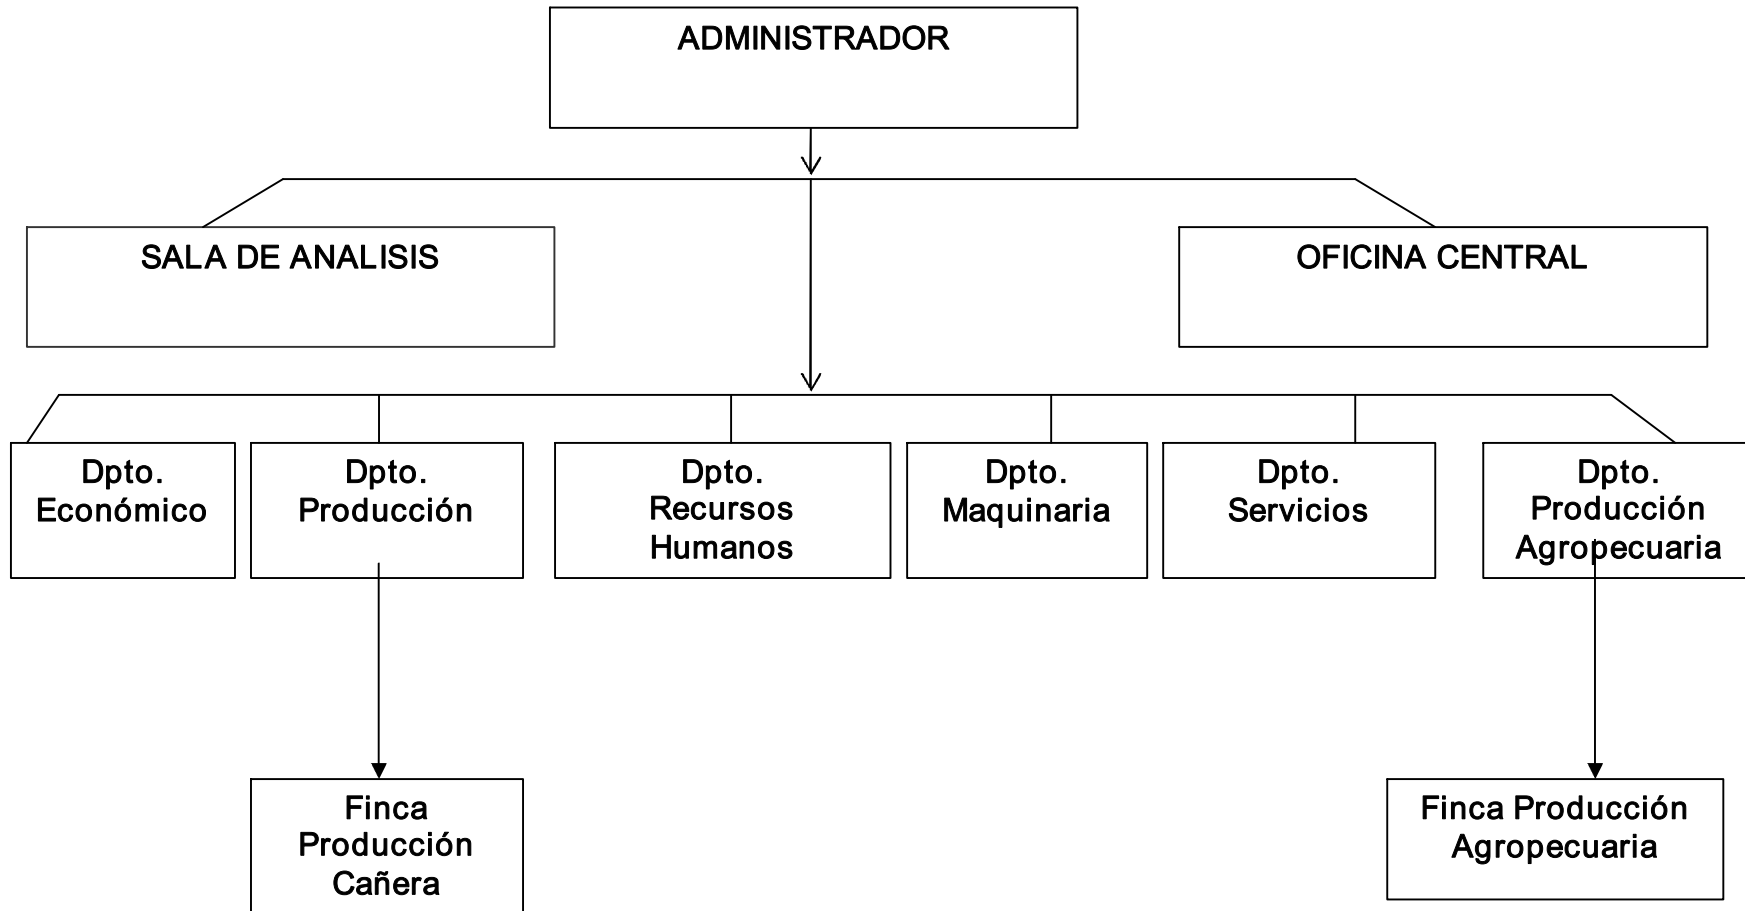 ADMINISTRADOR
SALA DE ANALISIS
OFICINA CENTRAL
Dpto.
Económico
Dpto.
Producción
Dpto.
Recursos
Humanos
Dpto.
Maquinaria
Dpto.
Servicios
Dpto.
Producción
Agropecuaria
Finca
Producción
Cañera
Finca Producción
Agropecuaria